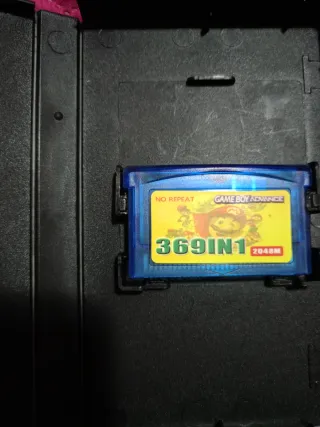 NO REPEAT
GAME BOY ADVANCE
369IN1
2048M